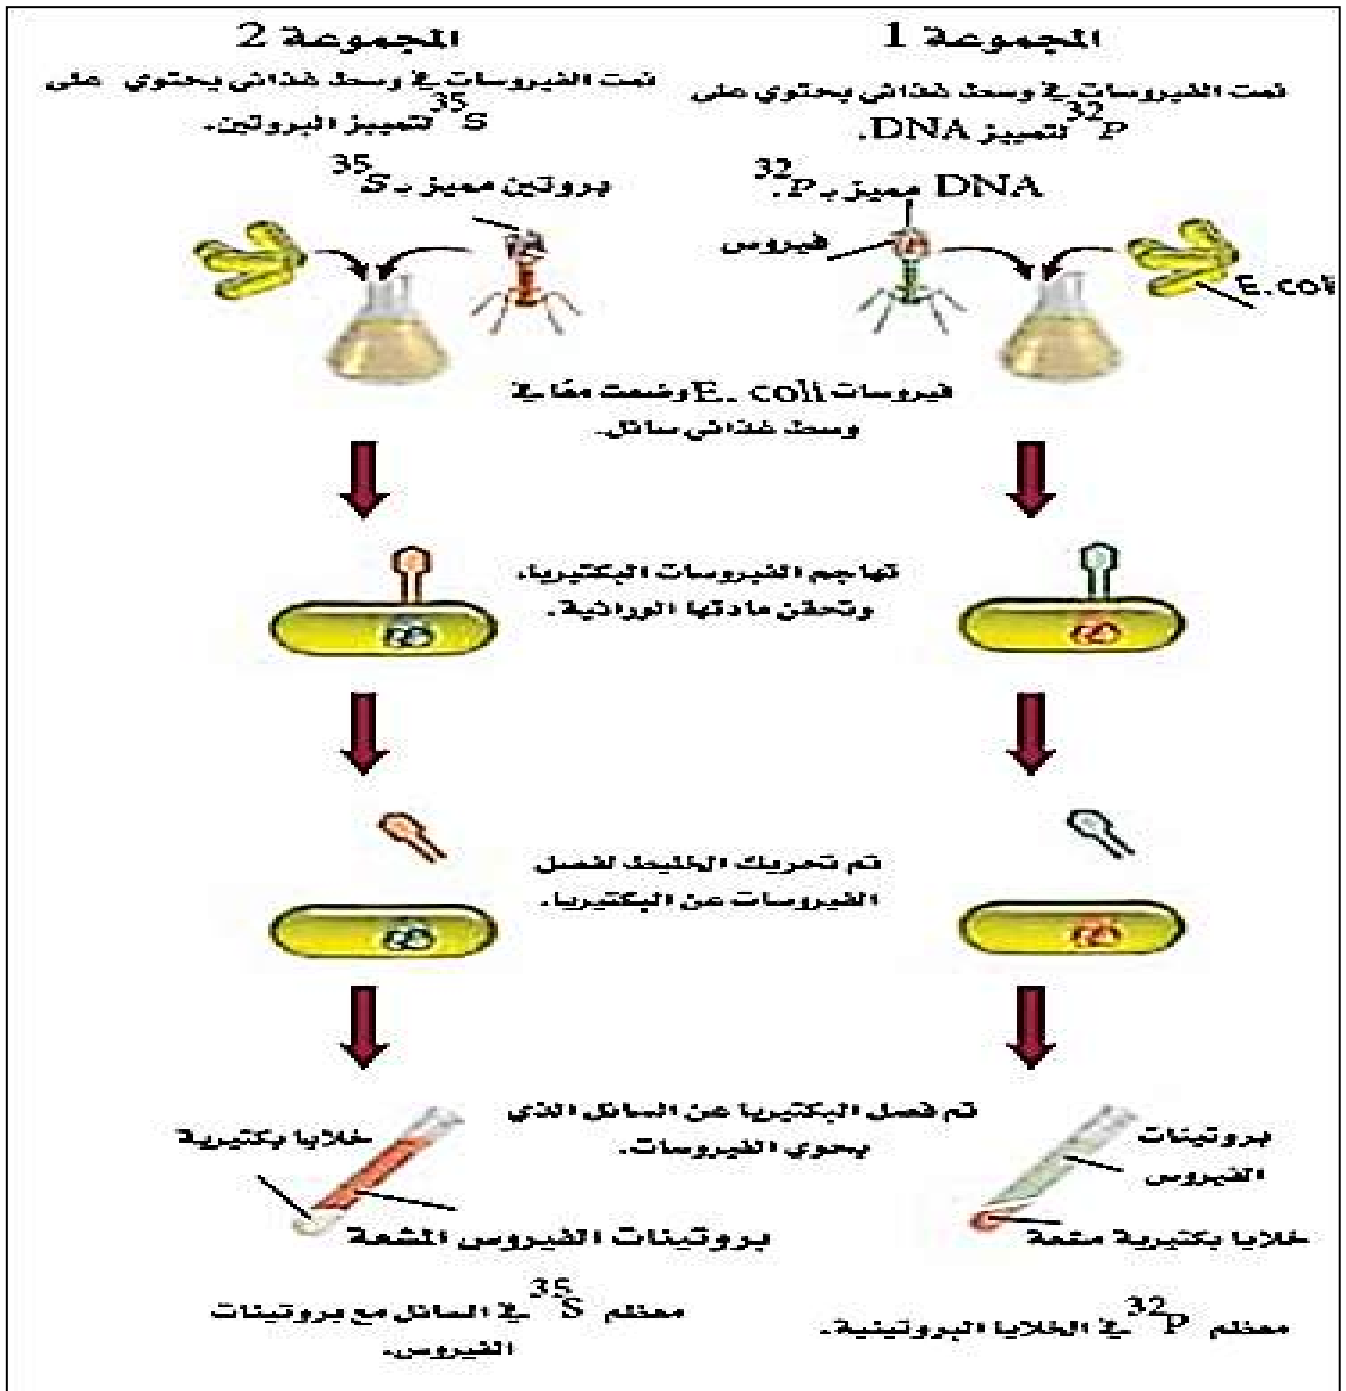 المجموعة 1
نمت الفيروسات في وسط غذائي يحتوي على
32P لتمييز DNA.
DNA مميز بـ 32P.
فيروس
E.coli
المجموعة 2
نمت الفيروسات في وسط غذائي يحتوي على
35S لتمييز البروتين.
بروتين مميز بـ 35S
فيروسات E. coli وضعت معًا في
وسط غذائي سائل.
تهاجم الفيروسات البكتيريا،
وتحقن مادتها الوراثية.
تم تحريك الخليط لفصل
الفيروسات عن البكتيريا.
تم فصل البكتيريا عن السائل الذي
يحوي الفيروسات.
بروتينات
الفيروس
خلايا بكتيرية مشعة
معظم 32P في الخلايا البروتينية.
خلايا بكتيرية
بروتينات الفيروس المشعة
معظم 35S في السائل مع بروتينات
الفيروس.